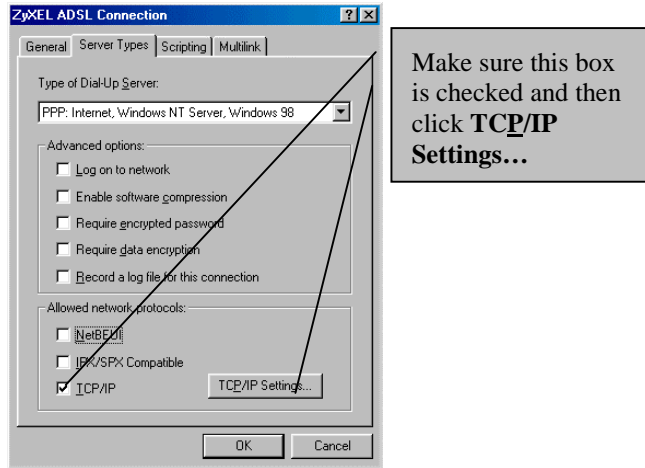 ZyXEL ADSL Connection
General Server Types Scripting Multilink
Type of Dial-Up Server:
PPP: Internet, Windows NT Server, Windows 98
Advanced options:
Log on to network
Enable software compression
Require encrypted password
Require data encryption
Record a log file for this connection
Allowed network protocols:
NetBEUI
IPX/SPX Compatible
TCP/IP
TCP/IP Settings...
OK Cancel
Make sure this box
is checked and then
click TCP/IP
Settings…